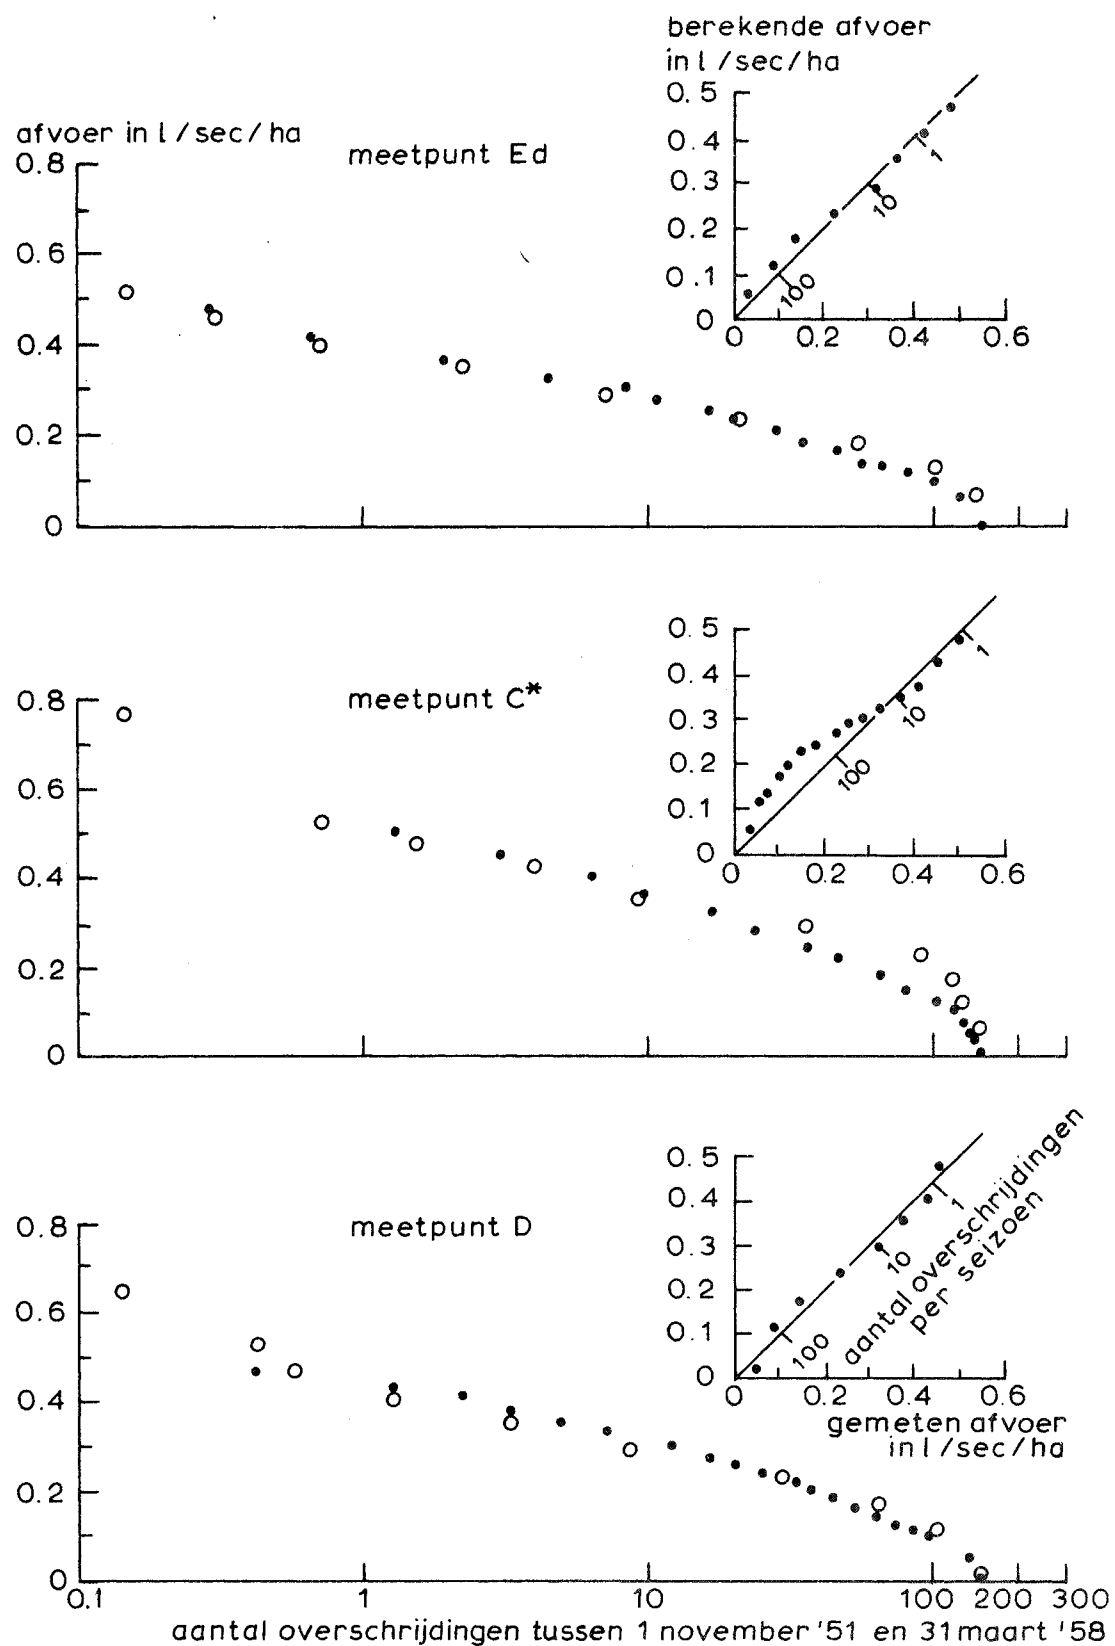 berekende afvoer
in l/sec/ha
0.5
0.4
0.3
0.2
0.1
0
0 0.2 0.4 0.6
1
10
100
afvoer in l/sec/ha
meetpunt Ed
0.8
0.6
0.4
0.2
0
0.5
0.4
0.3
0.2
0.1
0
0 0.2 0.4 0.6
1
10
100
meetpunt C*
0.8
0.6
0.4
0.2
0
0.5
0.4
0.3
0.2
0.1
0
0 0.2 0.4 0.6
1
10
100
aantal overschrijdingen
per seizoen
gemeten afvoer
in l/sec/ha
meetpunt D
0.8
0.6
0.4
0.2
0
0.1 1 10 100 200 300
aantal overschrijdingen tussen 1 november '51 en 31 maart '58